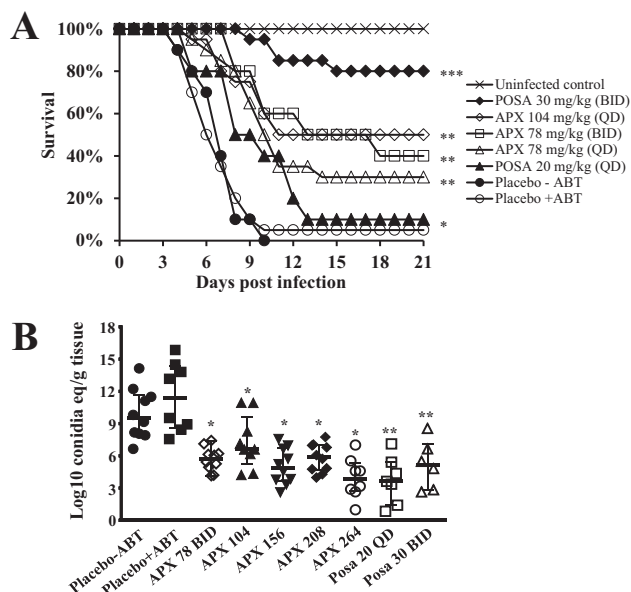 A
100%
80%
60%
40%
20%
0%
Survival
0 3 6 9 12 15 18 21
Days post infection
***
**
**
**
*
Uninfected control
POSA 30 mg/kg (BID)
APX 104 mg/kg (QD)
APX 78 mg/kg (BID)
APX 78 mg/kg (QD)
POSA 20 mg/kg (QD)
Placebo - ABT
Placebo +ABT
B
Log10 conidia eq/g tissue
18
15
12
9
6
3
0
* * * * * ** **
Placebo-ABT
Placebo+ABT
APX 78 BID
APX 104
APX 156
APX 208
APX 264
Posa 20 QD
Posa 30 BID